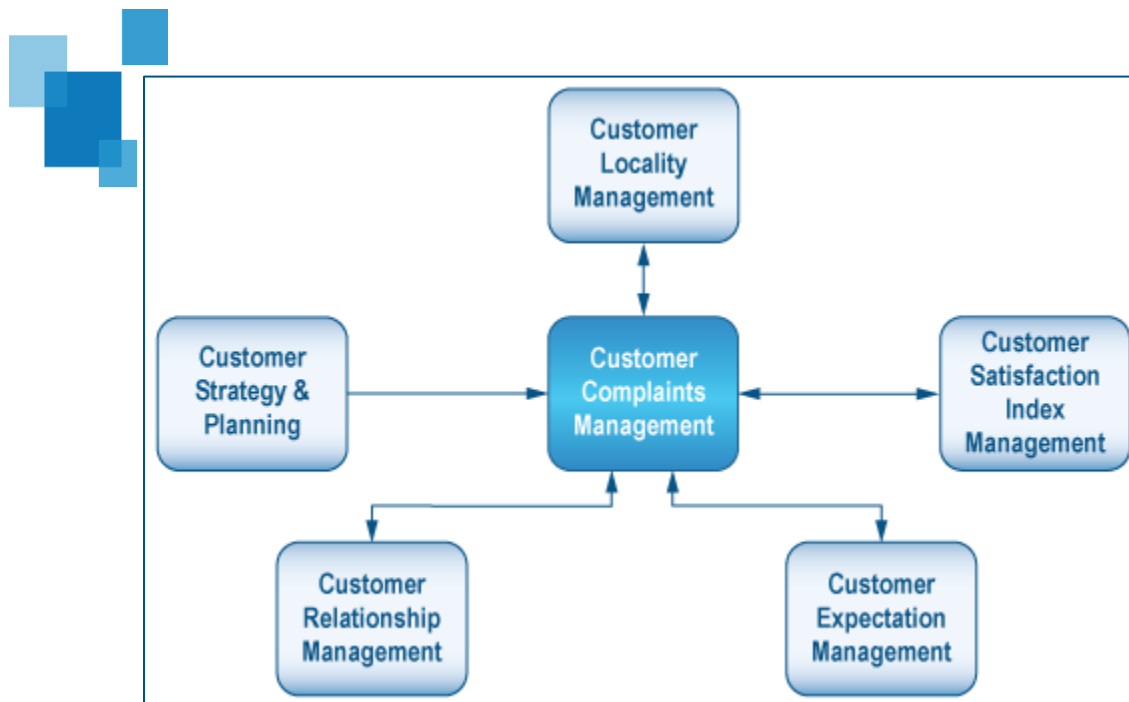 Customer
Locality
Management
Customer
Strategy &
Planning
Customer
Complaints
Management
Customer
Satisfaction
Index
Management
Customer
Relationship
Management
Customer
Expectation
Management